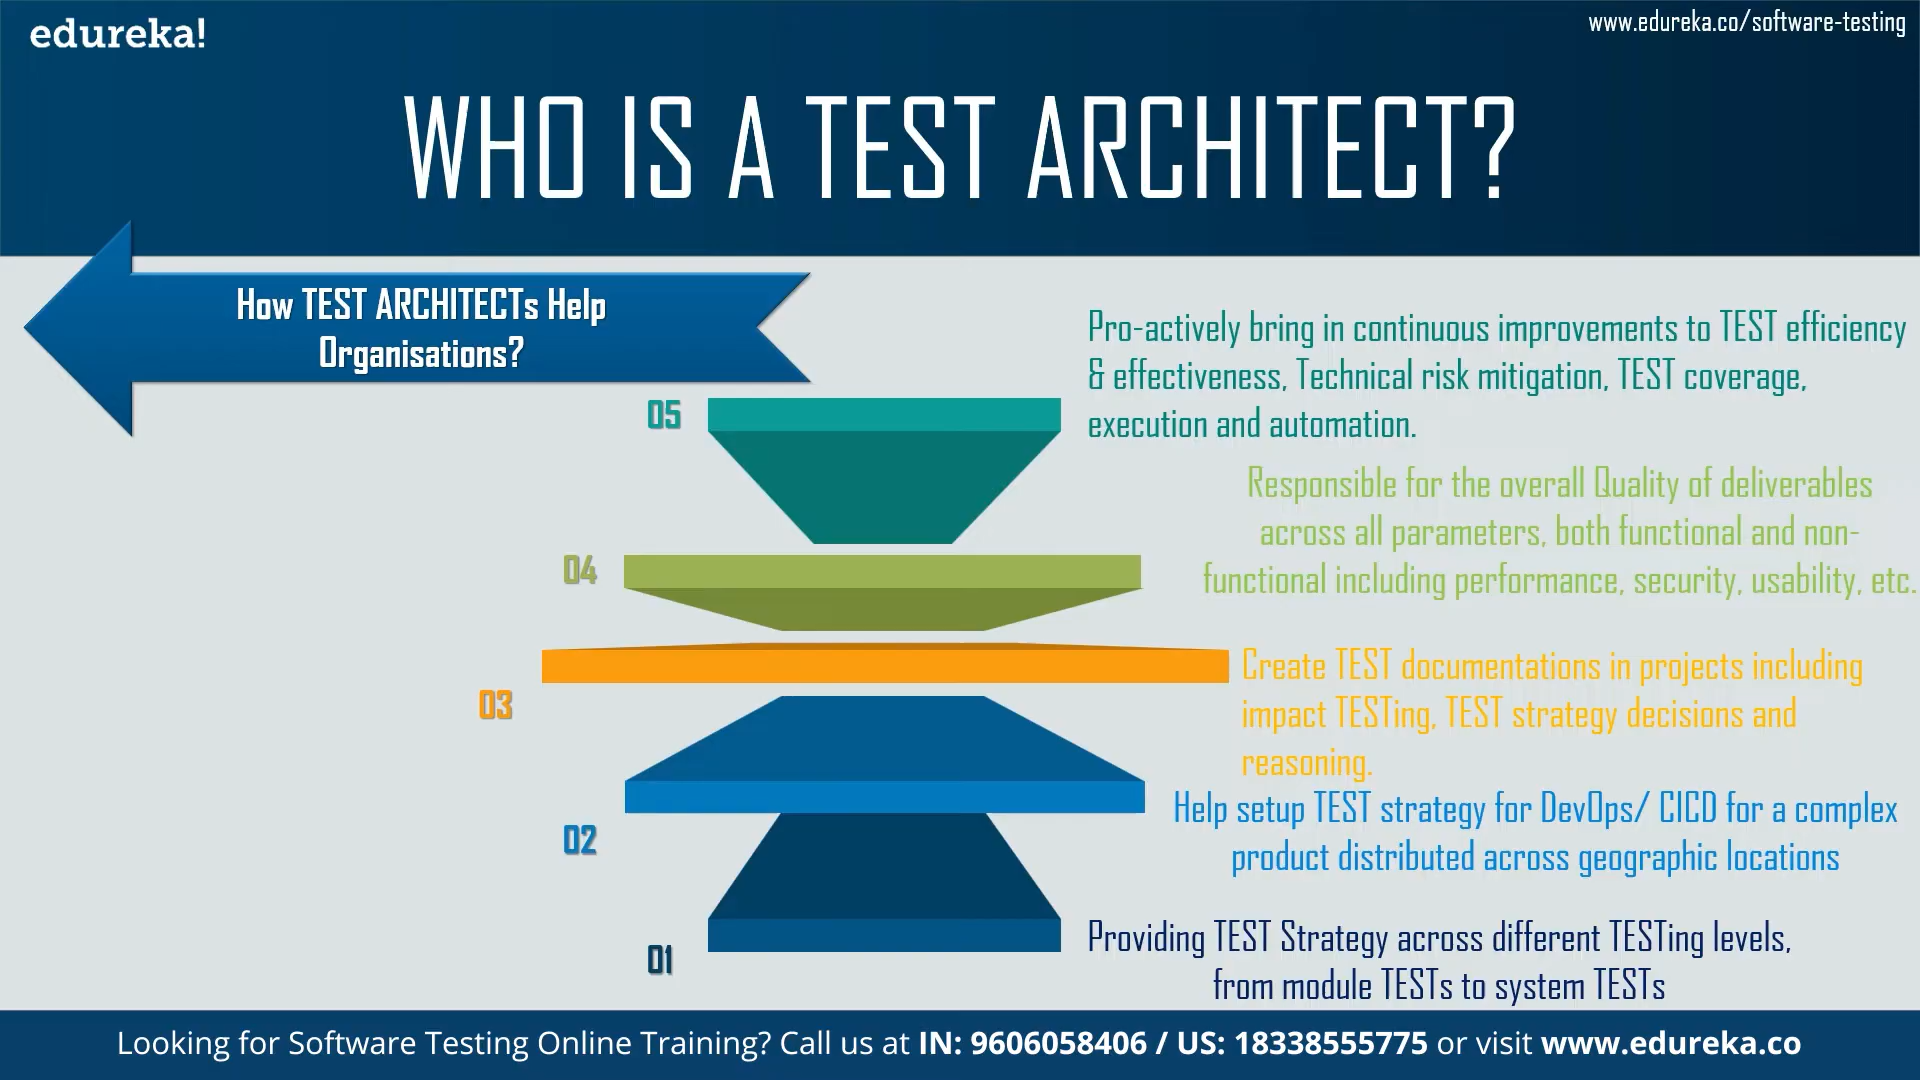 edureka!
www.edureka.co/software-testing
WHO IS A TEST ARCHITECT?
How TEST ARCHITECTs Help
Organisations?
05
Pro-actively bring in continuous improvements to TEST efficiency
& effectiveness, Technical risk mitigation, TEST coverage,
execution and automation.
04
Responsible for the overall Quality of deliverables
across all parameters, both functional and non-
functional including performance, security, usability, etc.
03
Create TEST documentations in projects including
impact TESTing, TEST strategy decisions and
reasoning.
02
Help setup TEST strategy for DevOps/ CICD for a complex
product distributed across geographic locations
01
Providing TEST Strategy across different TESTing levels,
from module TESTs to system TESTs
Looking for Software Testing Online Training? Call us at IN: 9606058406 / US: 18338555775 or visit www.edureka.co